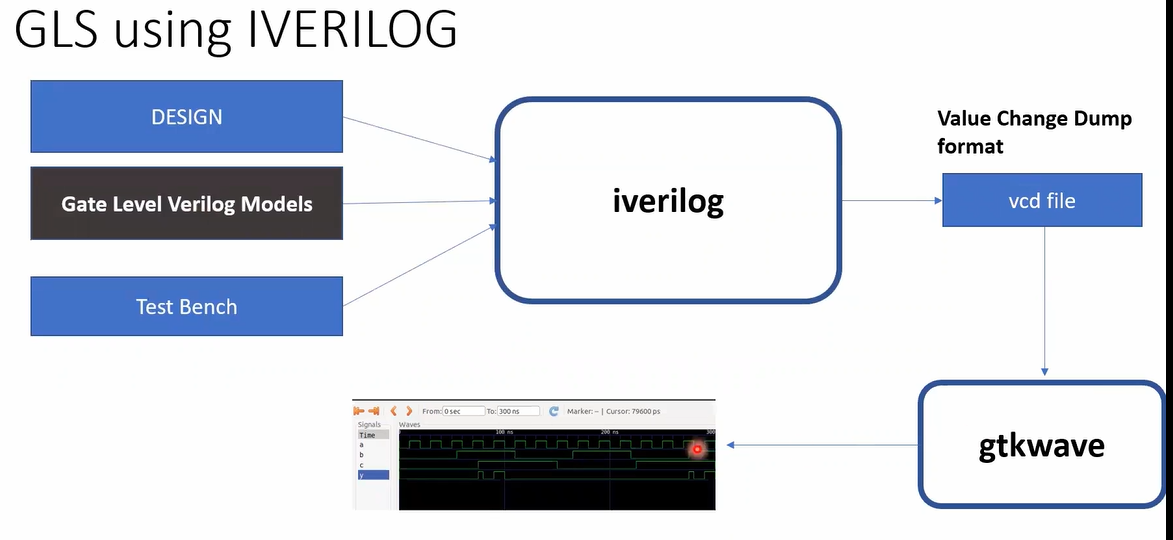 GLS using IVERILOG
DESIGN
Gate Level Verilog Models
Test Bench
iverilog
Value Change Dump
format
vcd file
gtkwave
From: 0 sec To: 300 ns Marker: -- | Cursor: 79600 ps
Signals
Waves
Time
100 ns 200 ns 300
a
b
c
y